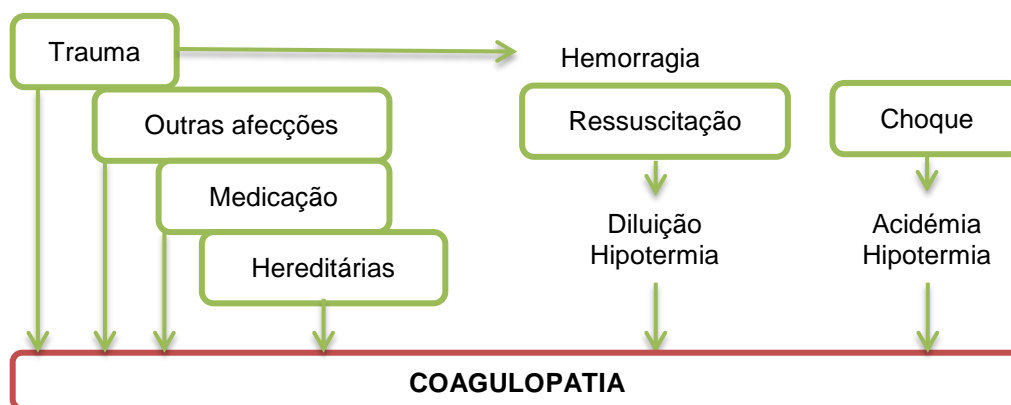 Trauma
Hemorragia
Outras afecções
Ressuscitação
Choque
Medicação
Diluição
Hipotermia
Acidémia
Hipotermia
Hereditárias
COAGULOPATIA